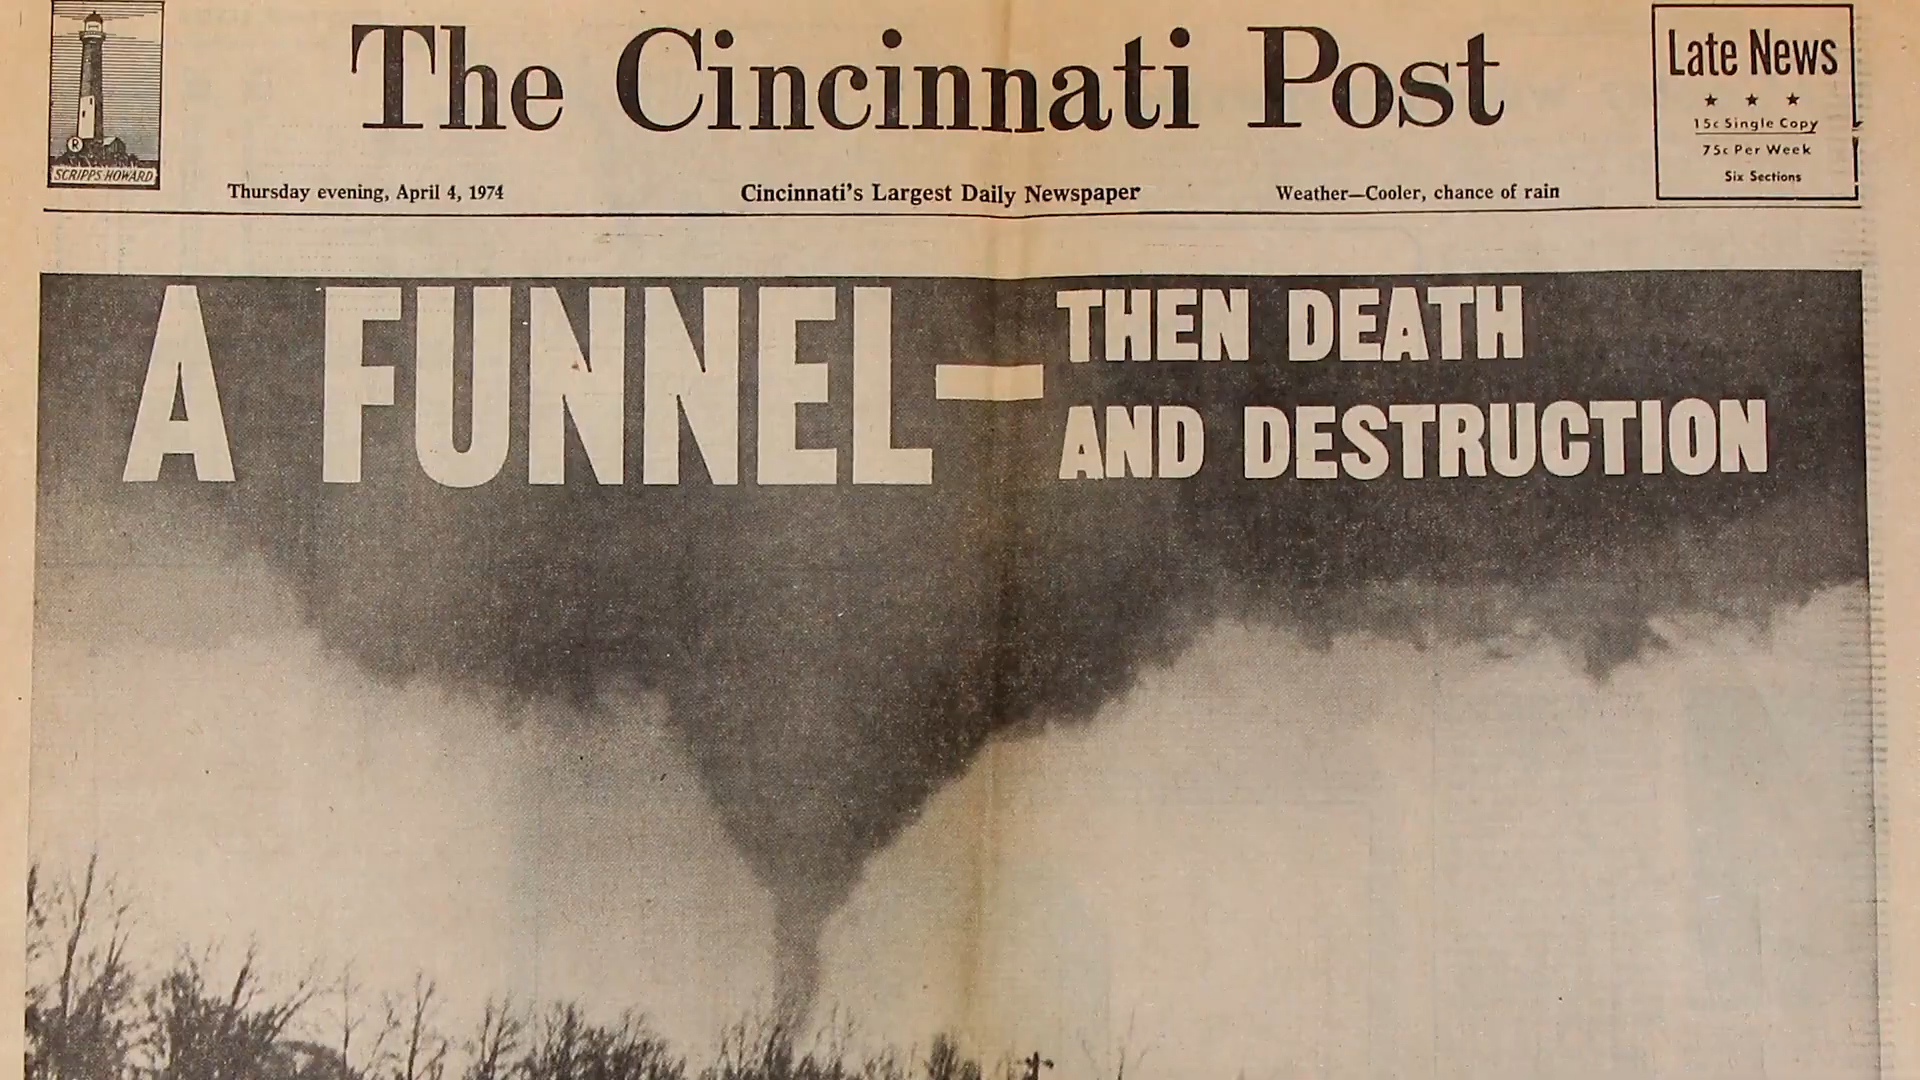 The Cincinnati Post
Late News
★ ★ ★
15c Single Copy
75c Per Week
Six Sections
R
SCRIPPS HOWARD
Thursday evening, April 4, 1974
Cincinnati's Largest Daily Newspaper
Weather—Cooler, chance of rain
A FUNNEL—
THEN DEATH
AND DESTRUCTION